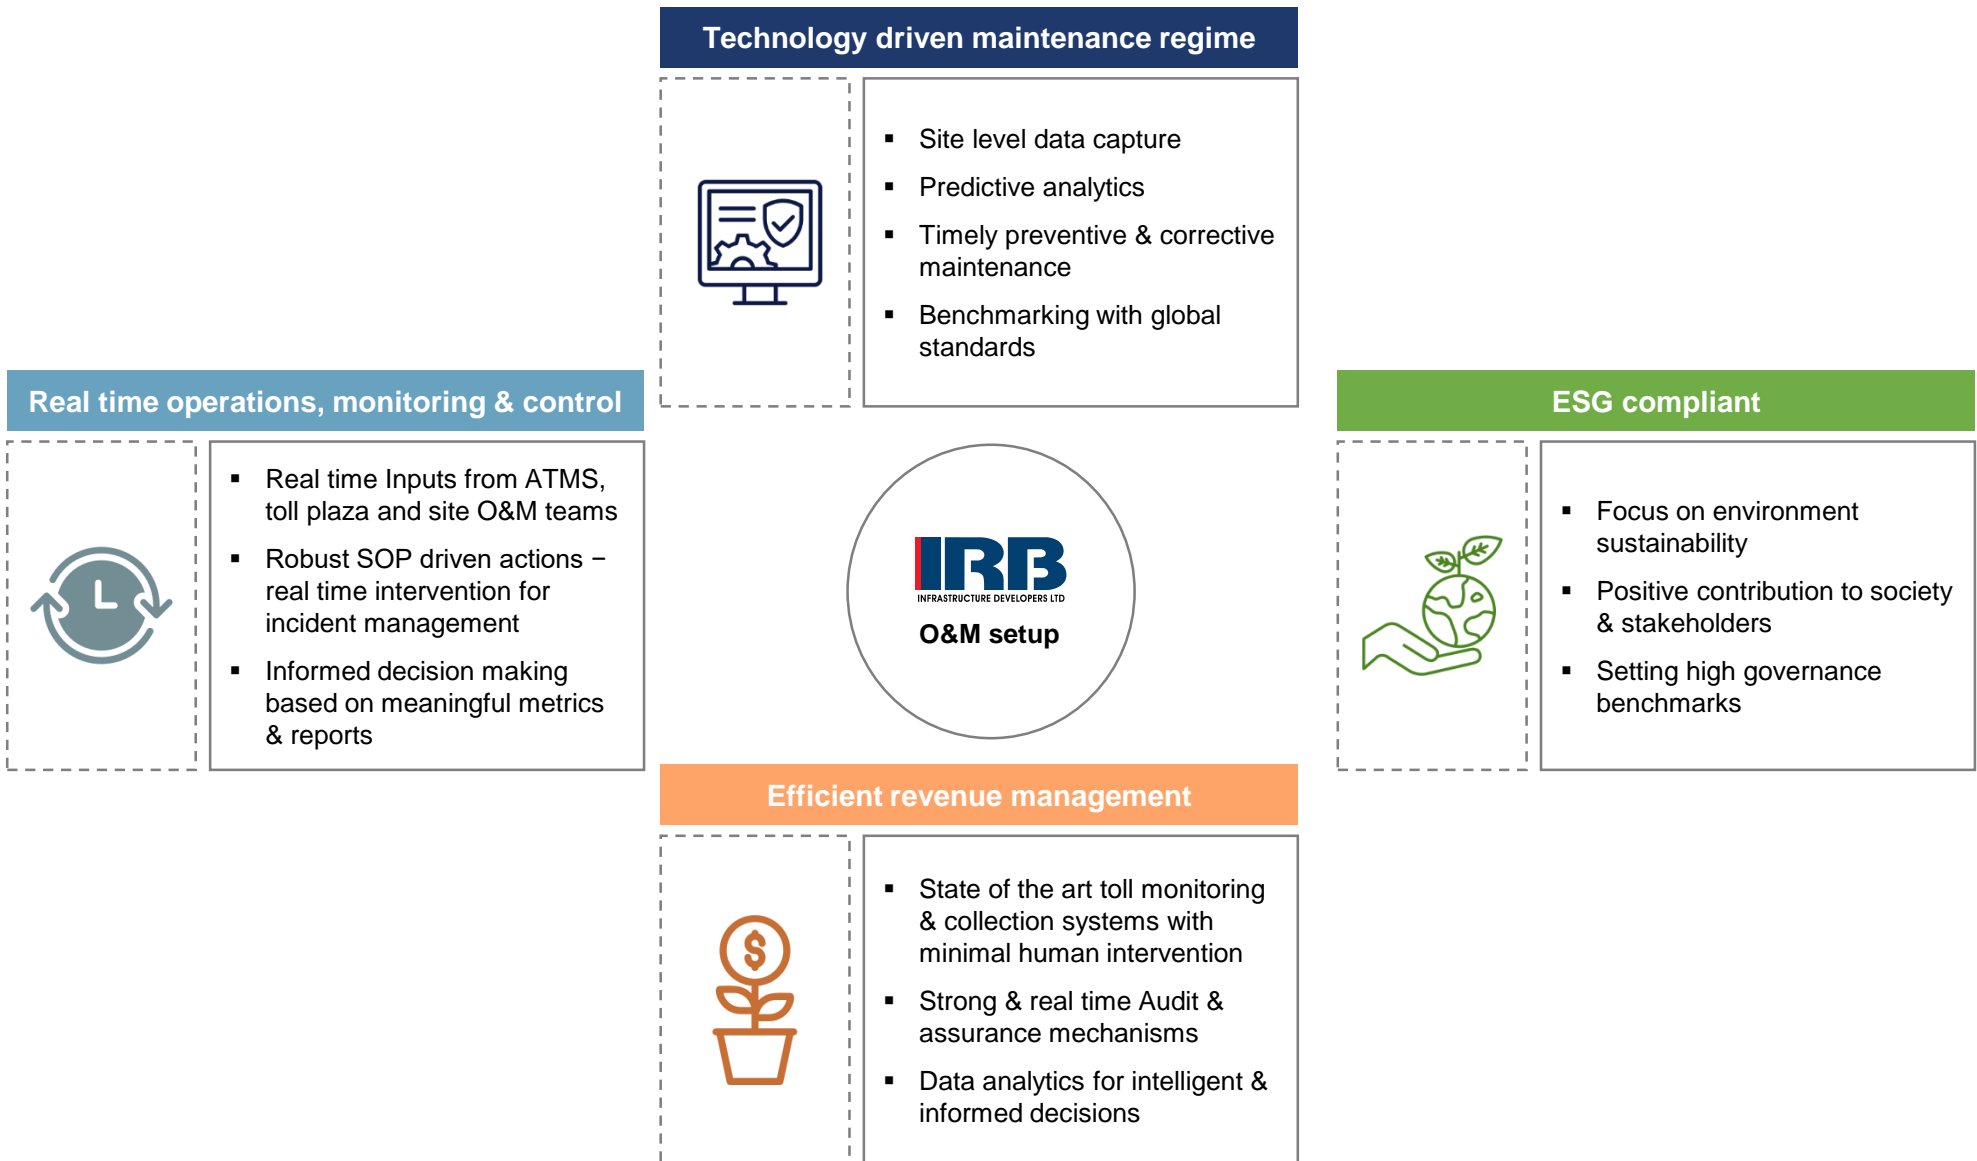 Technology driven maintenance regime
▪ Site level data capture
▪ Predictive analytics
▪ Timely preventive & corrective
maintenance
▪ Benchmarking with global
standards
Real time operations, monitoring & control
▪ Real time Inputs from ATMS,
toll plaza and site O&M teams
▪ Robust SOP driven actions –
real time intervention for
incident management
▪ Informed decision making
based on meaningful metrics
& reports
IRB
INFRASTRUCTURE DEVELOPERS LTD
O&M setup
ESG compliant
▪ Focus on environment
sustainability
▪ Positive contribution to society
& stakeholders
▪ Setting high governance
benchmarks
Efficient revenue management
$
▪ State of the art toll monitoring
& collection systems with
minimal human intervention
▪ Strong & real time Audit &
assurance mechanisms
▪ Data analytics for intelligent &
informed decisions